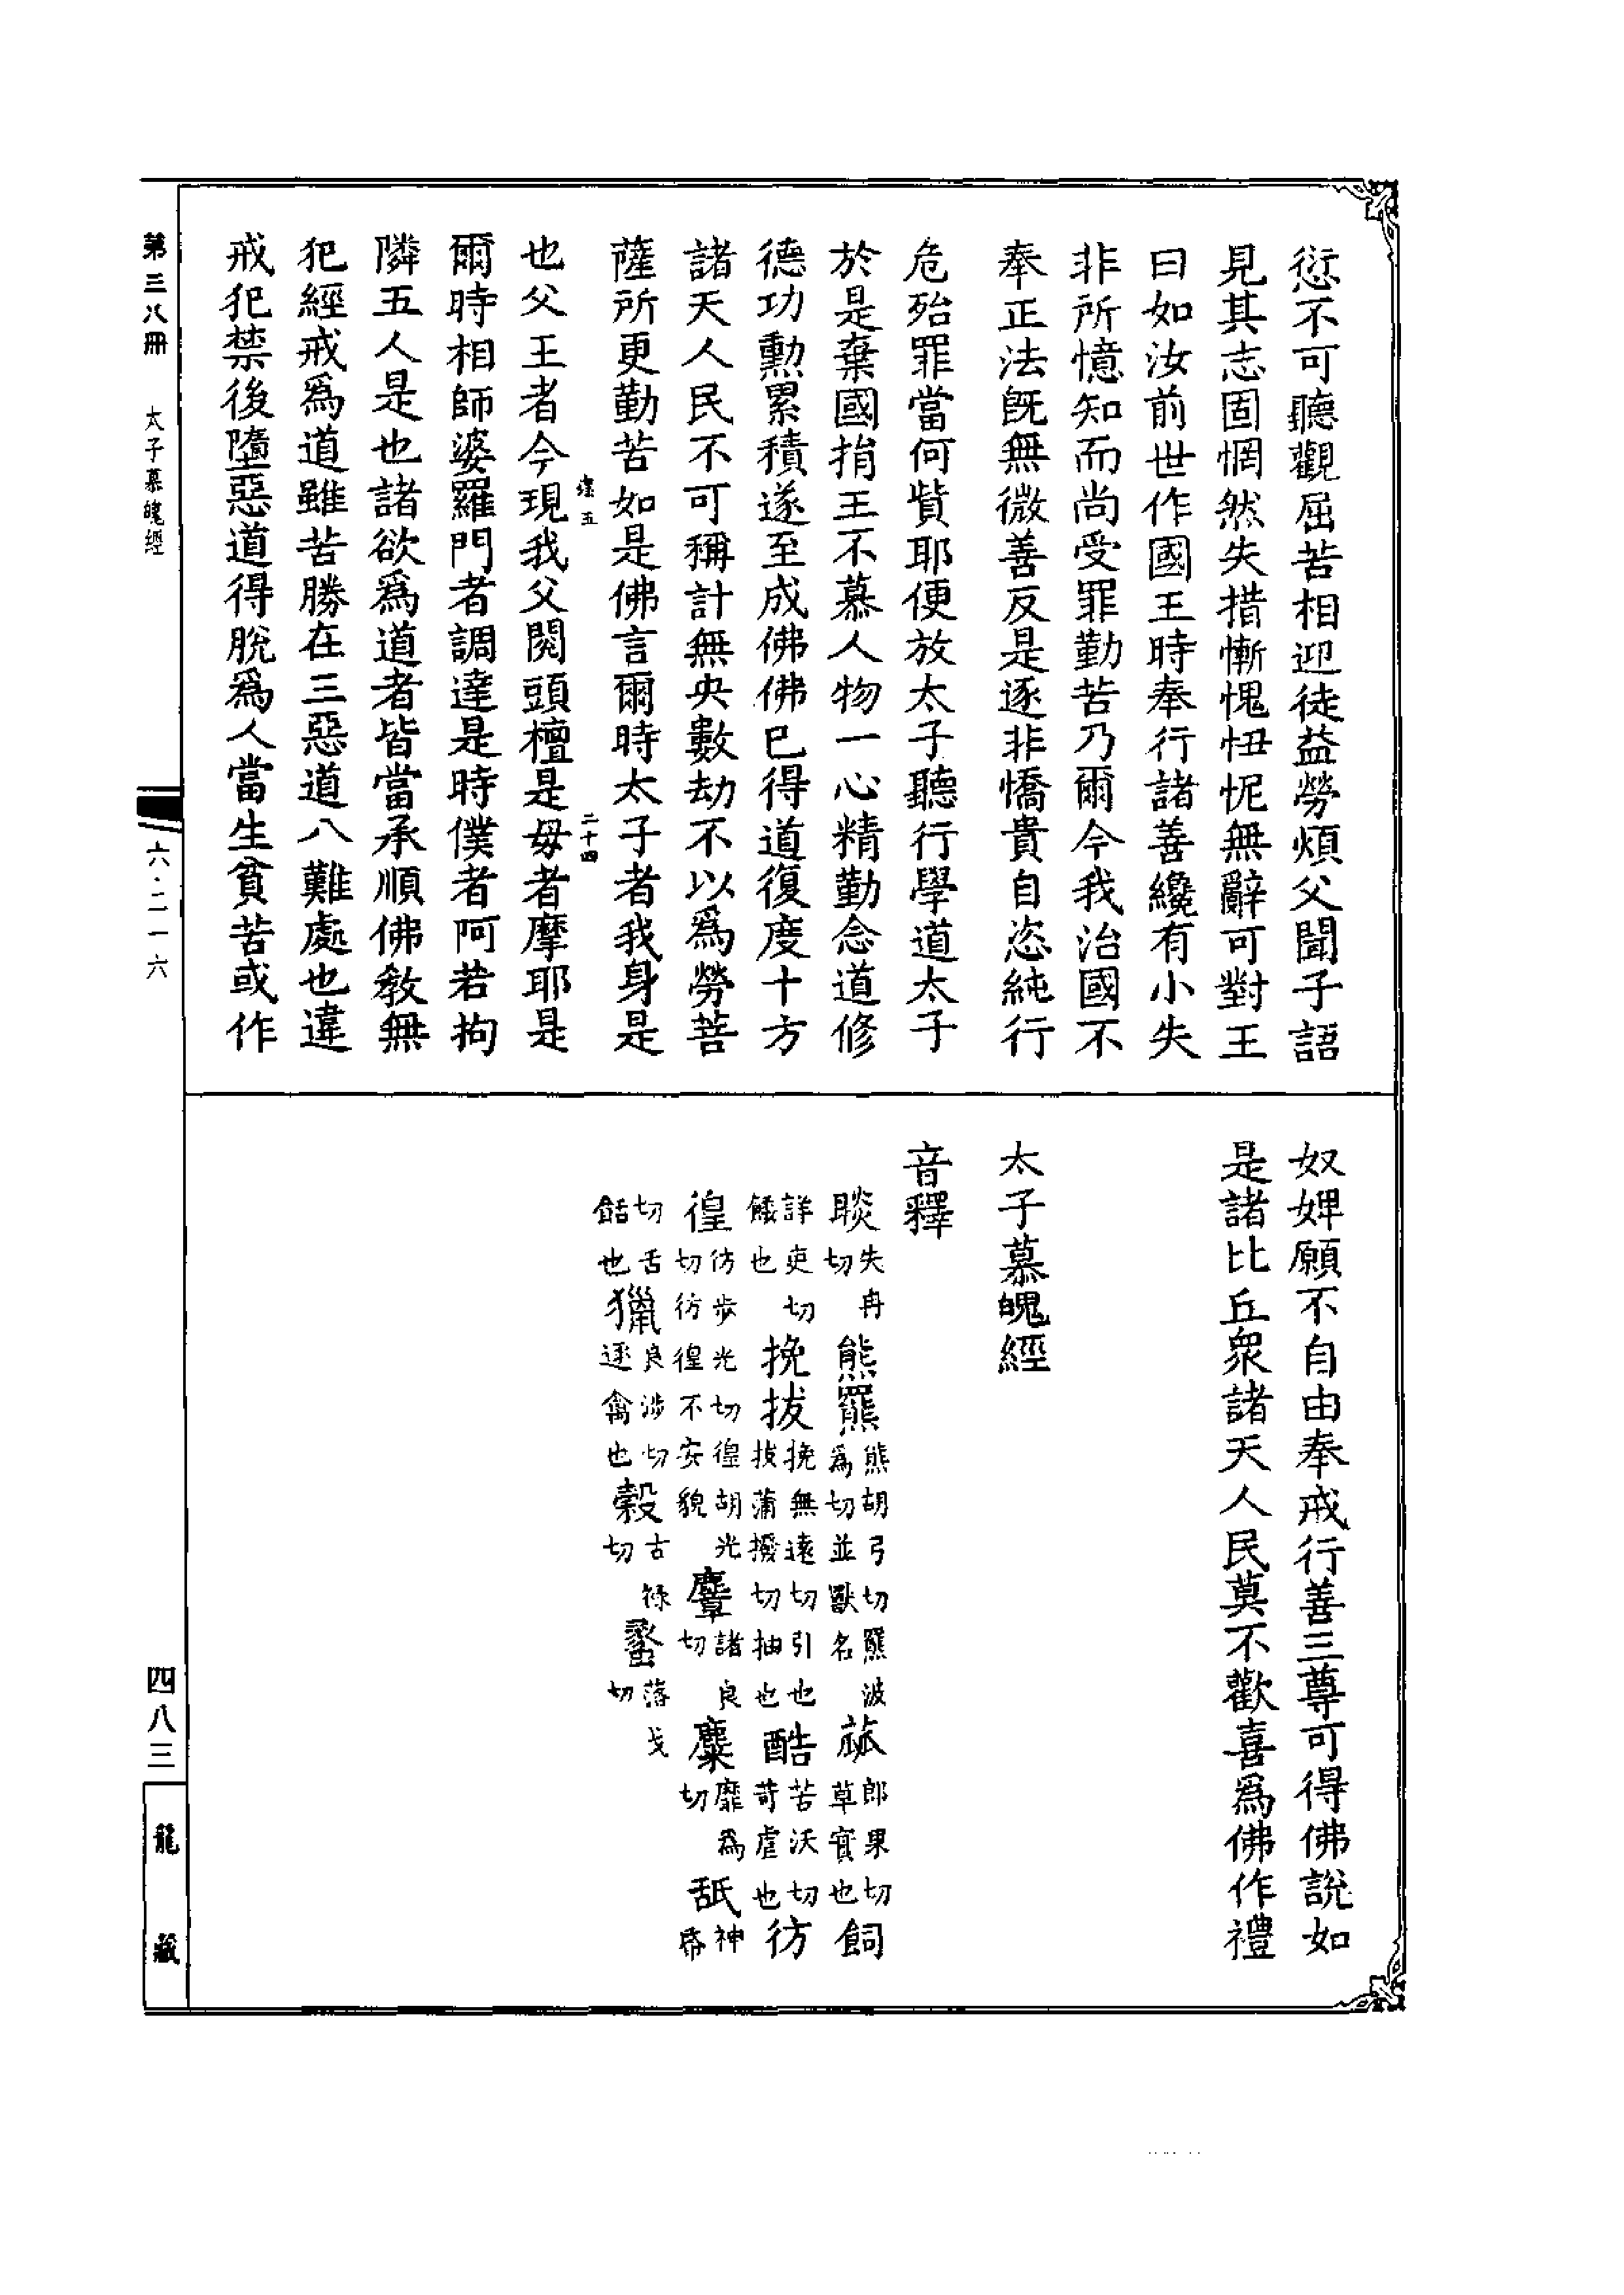 愆不可聽觀屈苦相迎徒益勞煩父聞子語
見其志固惘然失措慚愧忸怩無辭可對王
曰如汝前世作國王時奉行諸善纔有小失
非所憶知而尚受罪勤苦乃爾今我治國不
奉正法旣無微善反是逐非憍貴自恣純行
危殆罪當何貲耶便放太子聽行學道太子
於是棄國捐王不慕人物一心精勤念道修
德功勳累積遂至成佛佛已得道復度十方
諸天人民不可稱計無央數劫不以爲勞菩
薩所更勤苦如是佛言爾時太子者我身是
五
二十四
也父王者今現我父閱頭檀是毋者摩耶是
爾時相師婆羅門者調達是時僕者阿若拘
隣五人是也諸欲爲道者皆當承順佛敎無
犯經戒爲道雖苦勝在三惡道八難處也違
戒犯禁後墮惡道得脫爲人當生貧苦或作
奴婢願不自由奉戒行善三尊可得佛說如
是諸比丘衆諸天人民莫不歡喜爲佛作禮
太子慕魄經
音釋
睒失冉切 熊羆熊胡弓切羆波爲切並獸名 蓏郎果切草實也 飼
詳吏切餧也 挽拔挽無遠切引也拔蒲撥切抽也 酷苦沃切苛虐也 彷
徨彷步光切徨胡光切彷徨不安貌 麞諸良切 麋靡爲切 舐神帋
切舌餂也 獵良涉切逐禽也 穀古祿切 蠡落戈切
第三八冊 太子慕魄經
六·二一六
四八三
龍藏